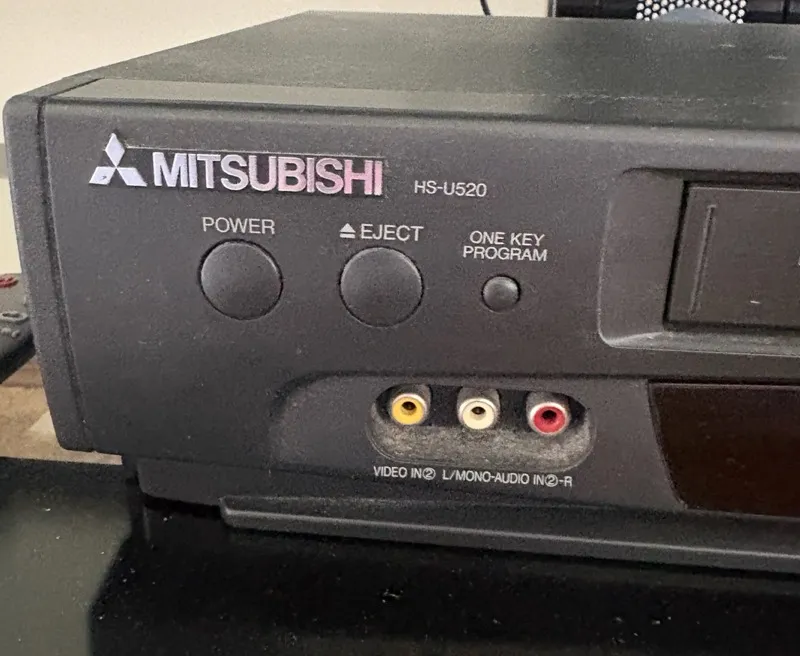 MITSUBISHI HS-U520
POWER
⏏ EJECT
ONE KEY
PROGRAM
VIDEO IN② L/MONO-AUDIO IN②-R